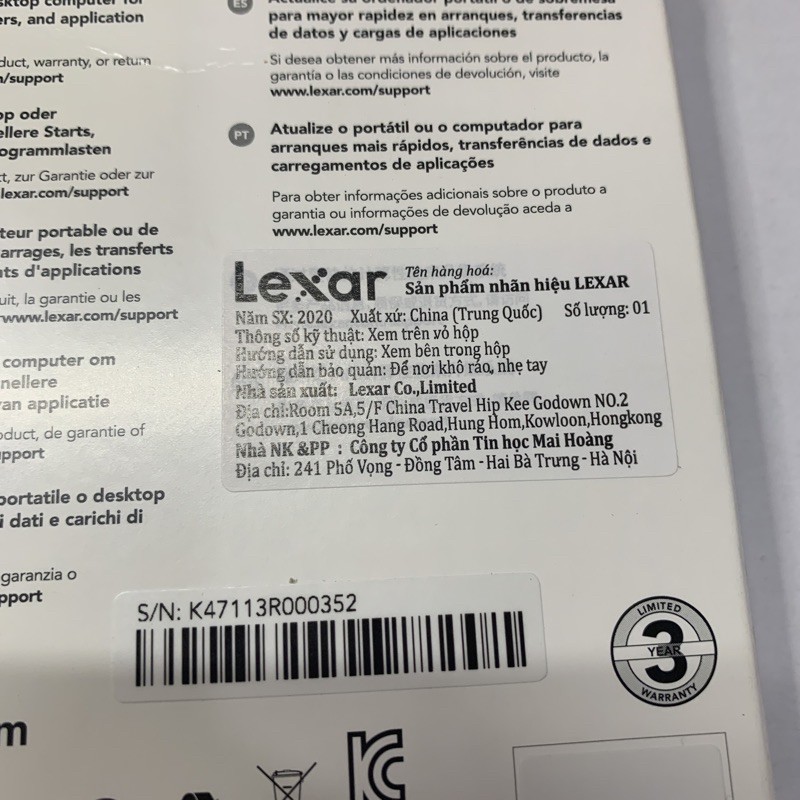 ers, and application
duct, warranty, or return
/support
op oder
ellere Starts,
ogrammlasten
t, zur Garantie oder zur
lexar.com/support
teur portable ou de
arrages, les transferts
ts d'applications
uit, la garantie ou les
www.lexar.com/support
computer om
nellere
van applicatie
oduct, de garantie of
pport
portatile o desktop
i dati e carichi di
garanzia o
pport
m
ES
para mayor rapidez en arranques, transferencias
de datos y cargas de aplicaciones
Si desea obtener más información sobre el producto, la
garantía o las condiciones de devolución, visite
www.lexar.com/support
PT
Atualize o portátil ou o computador para
arranques mais rápidos, transferências de dados e
carregamentos de aplicações
Para obter informações adicionais sobre o produto a
garantia ou informações de devolução aceda a
www.lexar.com/support
Lexar
Tên hàng hoá:
Sản phẩm nhãn hiệu LEXAR
Năm SX: 2020 Xuất xứ: China (Trung Quốc) Số lượng: 01
Thông số kỹ thuật: Xem trên vỏ hộp
Hướng dẫn sử dụng: Xem bên trong hộp
Hướng dẫn bảo quản: Để nơi khô ráo, nhẹ tay
Nhà sản xuất: Lexar Co.,Limited
Địa chỉ:Room 5A,5/F China Travel Hip Kee Godown NO.2
Godown,1 Cheong Hang Road,Hung Hom,Kowloon,Hongkong
Nhà NK &PP : Công ty Cổ phần Tin học Mai Hoàng
Địa chỉ: 241 Phố Vọng - Đồng Tâm - Hai Bà Trưng - Hà Nội
S/N: K47113R000352
LIMITED
3
YEAR
WARRANTY